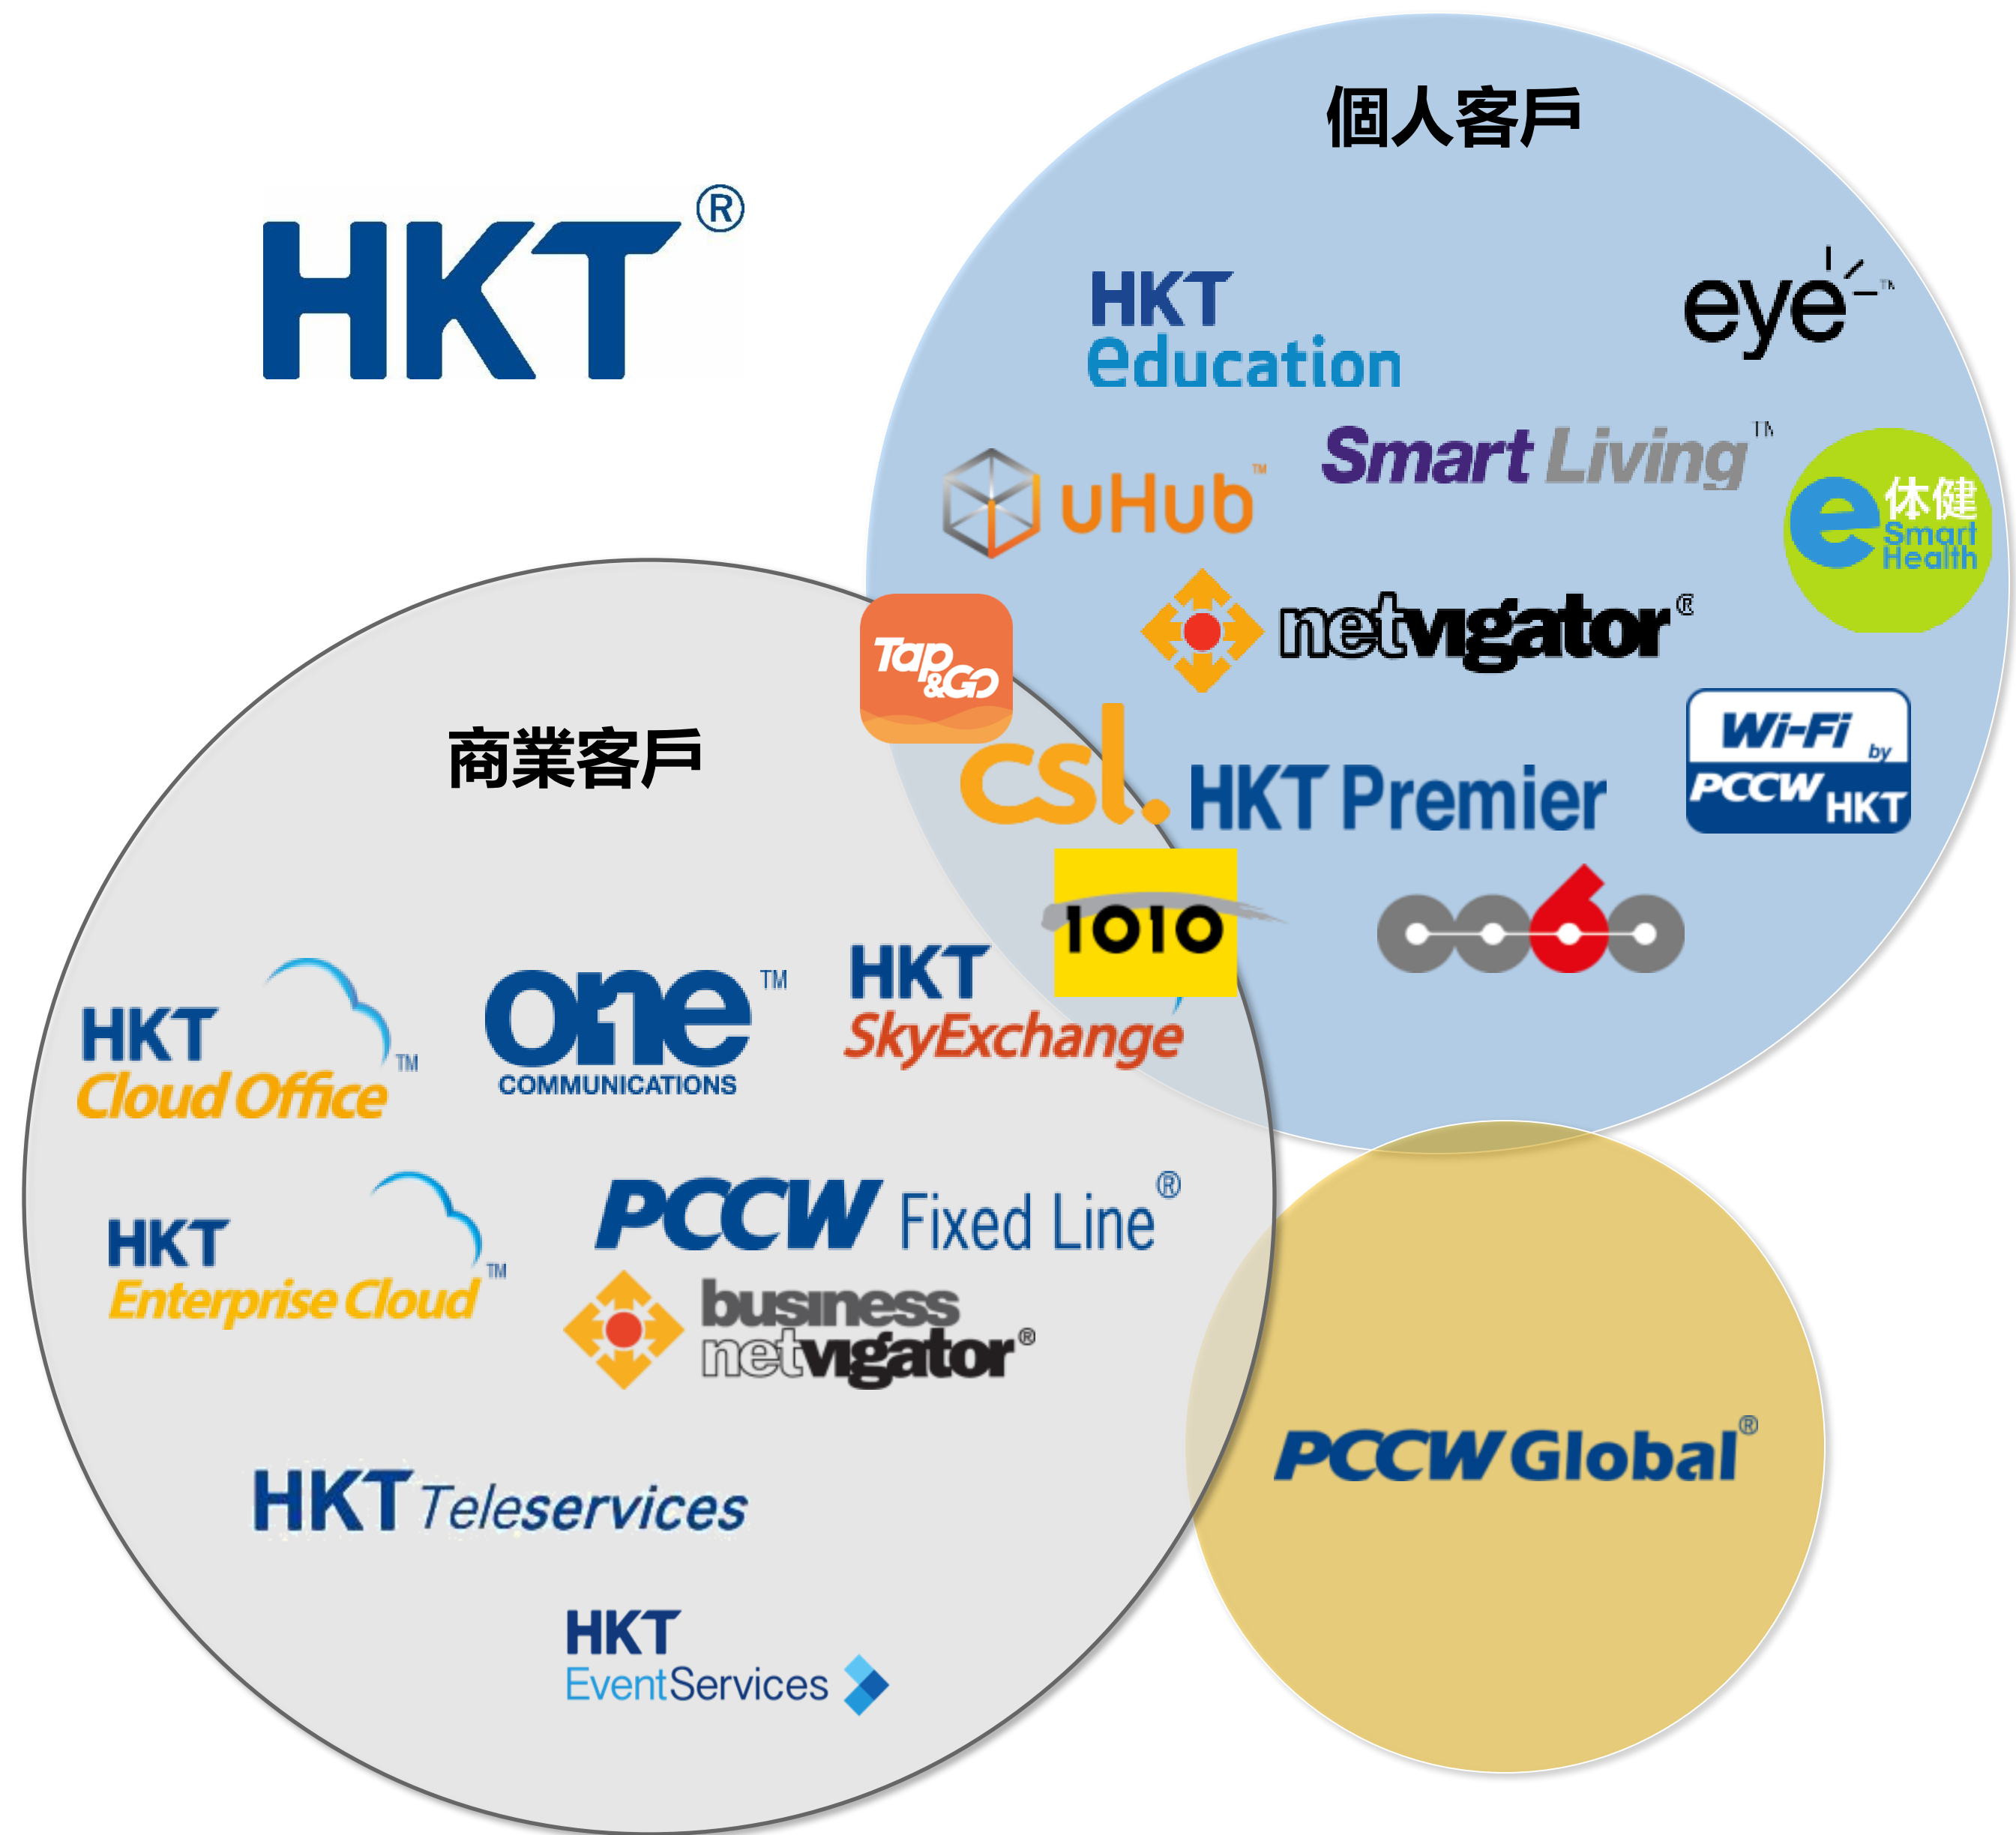 個人客戶
HKT®
eye™
HKT
education
Smart Living™
uHub™
e 休健
Smart
Health
netvigator®
Tap
&Go
商業客戶
csl.
HKT Premier
Wi-Fi by
PCCW HKT
1010
0060
HKT
Cloud Office™
one™
COMMUNICATIONS
HKT
SkyExchange
PCCW Fixed Line®
HKT
Enterprise Cloud™
business
netvigator®
PCCW Global®
HKT Teleservices
HKT
EventServices